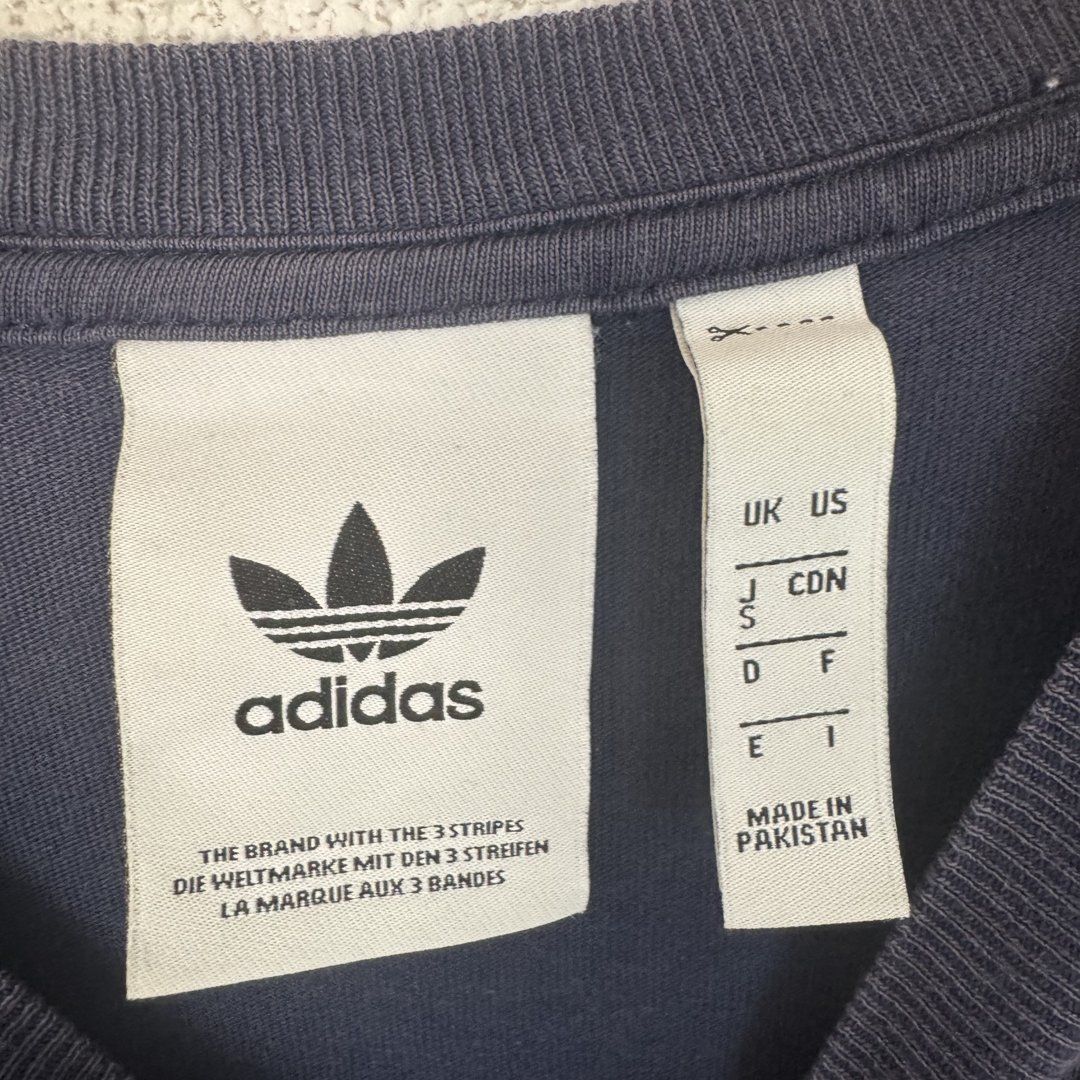 adidas
THE BRAND WITH THE 3 STRIPES
DIE WELTMARKE MIT DEN 3 STREIFEN
LA MARQUE AUX 3 BANDES
UK US
J CDN
S
D F
E I
MADE IN
PAKISTAN